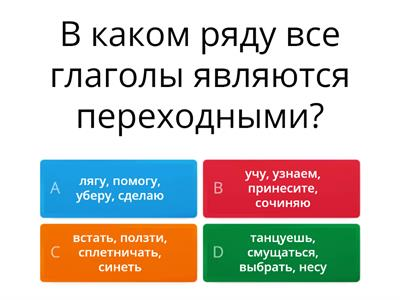 В каком ряду все
глаголы являются
переходными?
A
лягу, помогу,
уберу, сделаю
B
учу, узнаем,
принесите,
сочиняю
C
встать, ползти,
сплетничать,
синеть
D
танцуешь,
смущаться,
выбрать, несу